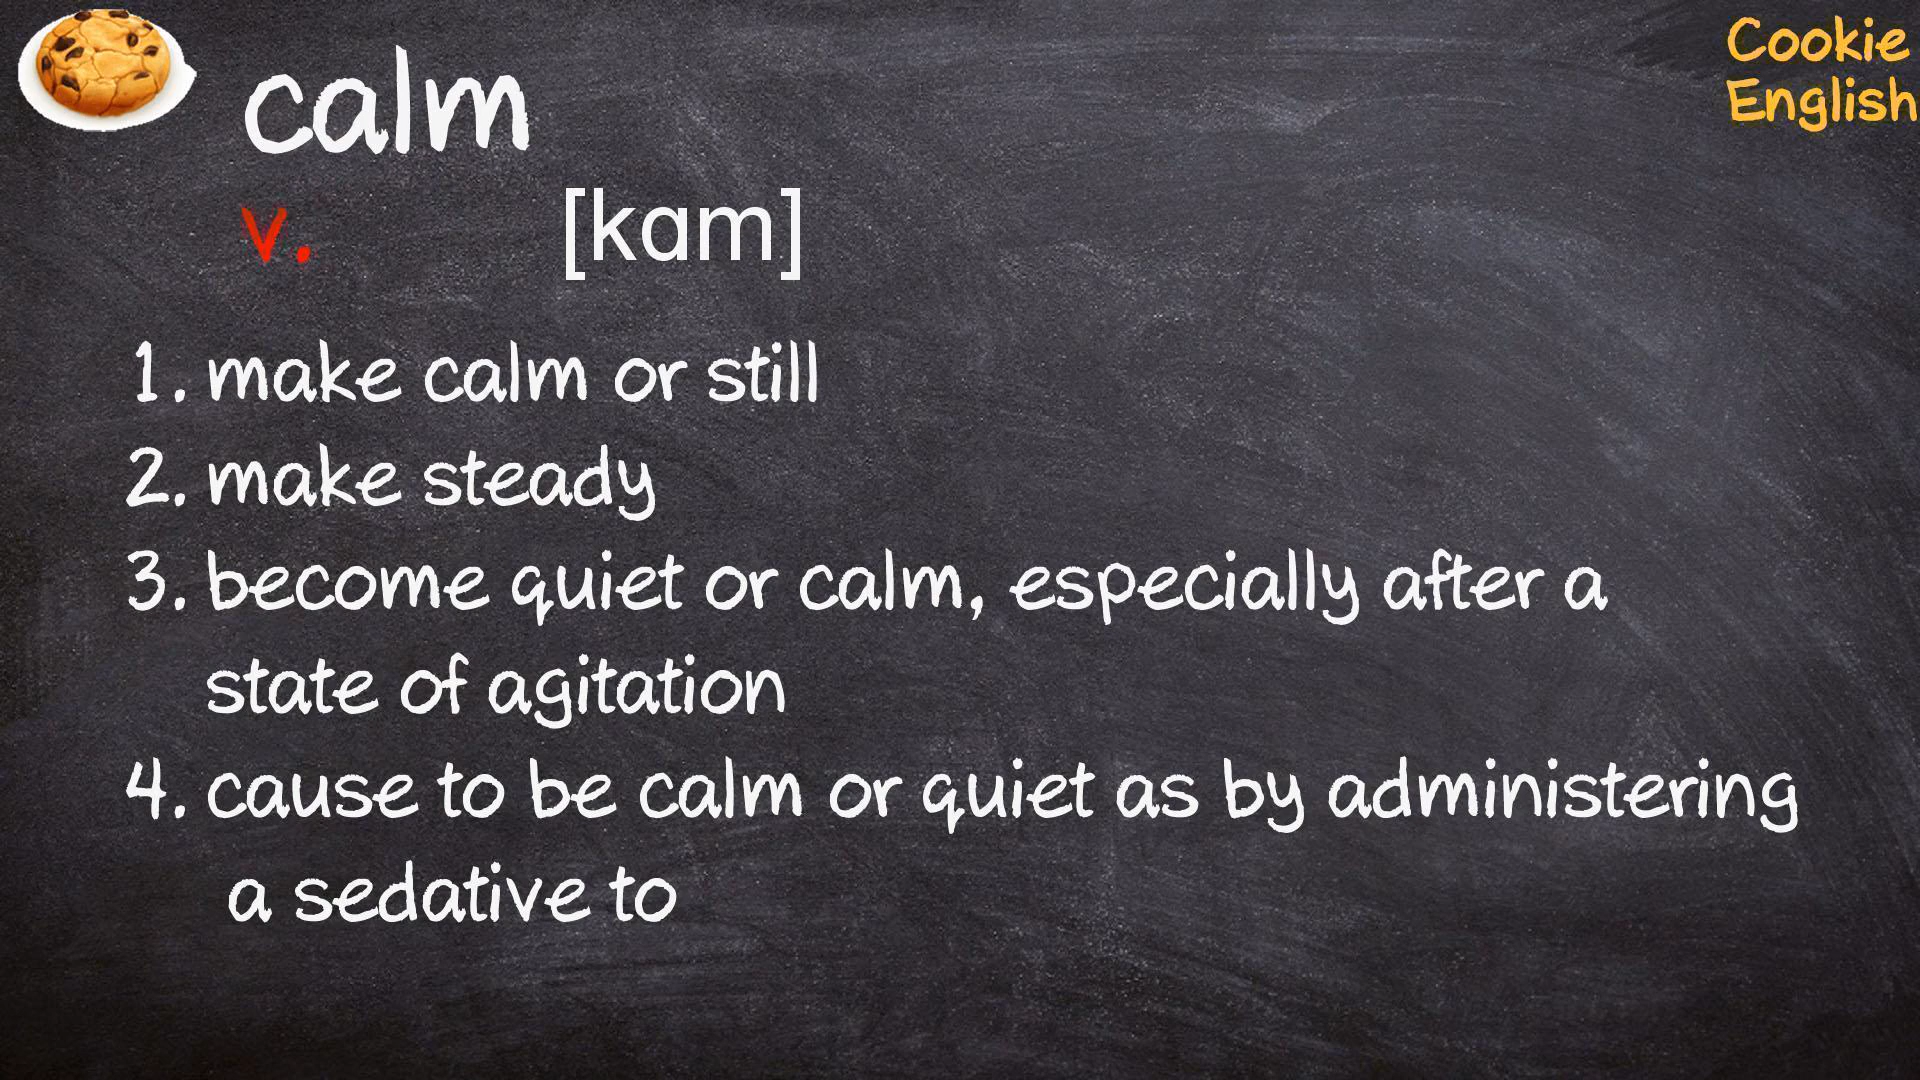 calm
Cookie
English
v. [kɑm]
1. make calm or still
2. make steady
3. become quiet or calm, especially after a
state of agitation
4. cause to be calm or quiet as by administering
a sedative to